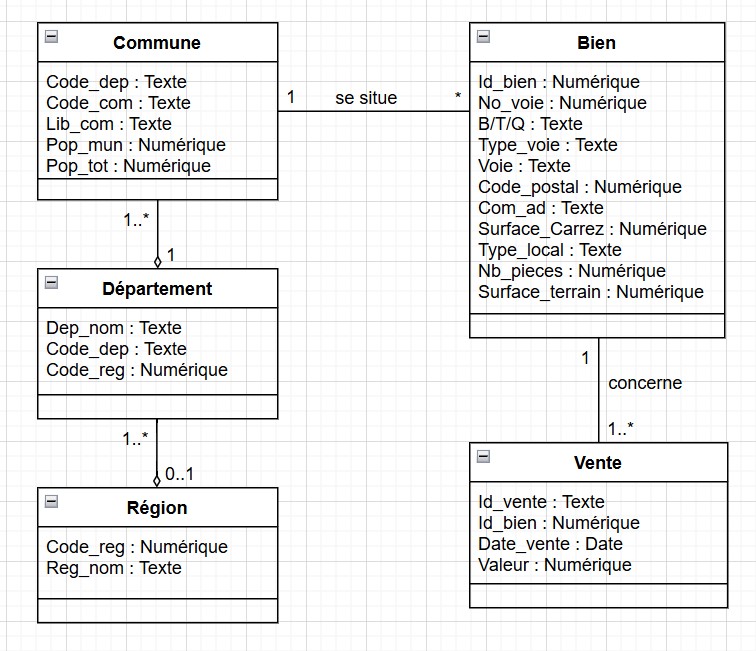 Commune
Code_dep : Texte
Code_com : Texte
Lib_com : Texte
Pop_mun : Numérique
Pop_tot : Numérique
1
se situe
*
Bien
Id_bien : Numérique
No_voie : Numérique
B/T/Q : Texte
Type_voie : Texte
Voie : Texte
Code_postal : Numérique
Com_ad : Texte
Surface_Carrez : Numérique
Type_local : Texte
Nb_pieces : Numérique
Surface_terrain : Numérique
1..*
1
Département
Dep_nom : Texte
Code_dep : Texte
Code_reg : Numérique
1..*
0..1
Région
Code_reg : Numérique
Reg_nom : Texte
1
concerne
1..*
Vente
Id_vente : Texte
Id_bien : Numérique
Date_vente : Date
Valeur : Numérique